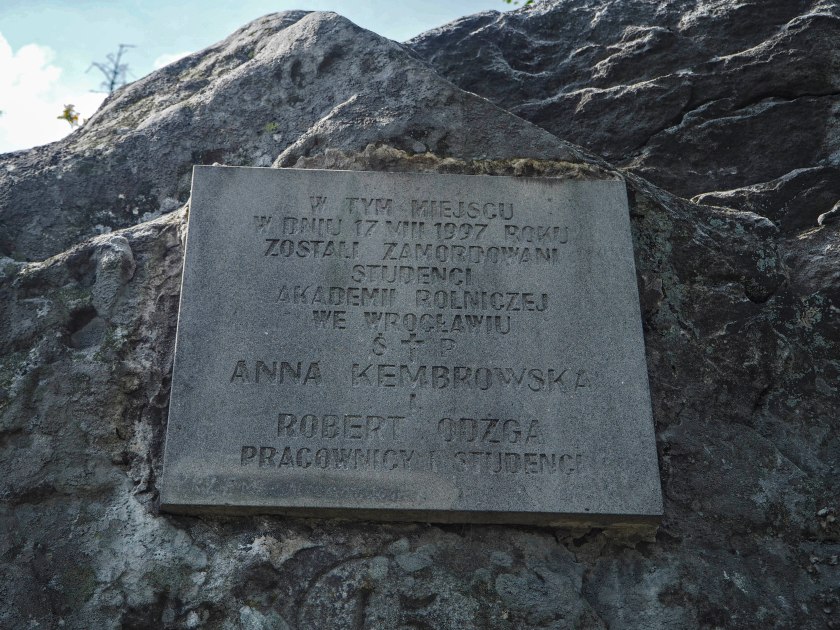 W TYM MIEJSCU
W DNIU 17 VIII 1997 ROKU
ZOSTALI ZAMORDOWANI
STUDENCI
AKADEMII ROLNICZEJ
WE WROCŁAWIU
Ś † P
ANNA KEMBROWSKA
I
ROBERT ODŻGA
PRACOWNICY I STUDENCI